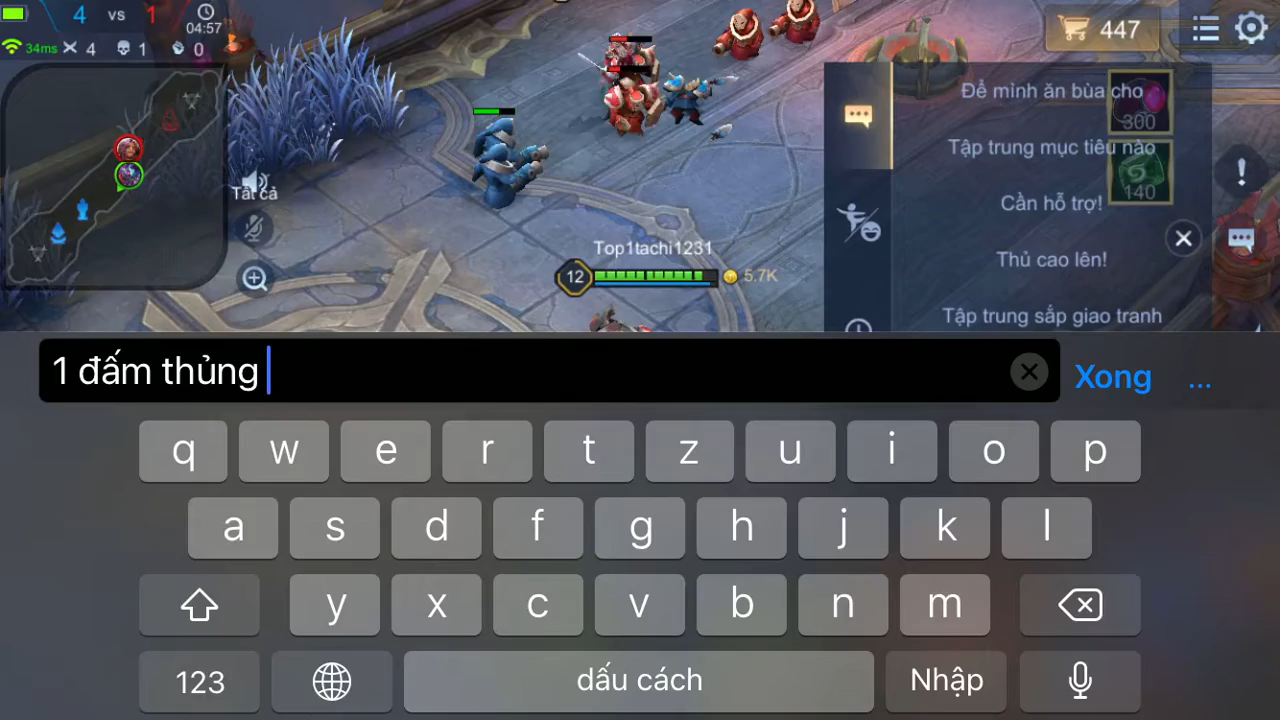 4 vs 1
04:57
34ms 4 1 0
447
Để mình ăn bùa cho
300
Tập trung mục tiêu nào
140
Tất cả
Cần hỗ trợ!
Thủ cao lên!
Top1tachi1231
12
5.7K
Tập trung sắp giao tranh
1 đấm thủng
Xong ...
q w e r t z u i o p
a s d f g h j k l
y x c v b n m
123
dấu cách
Nhập